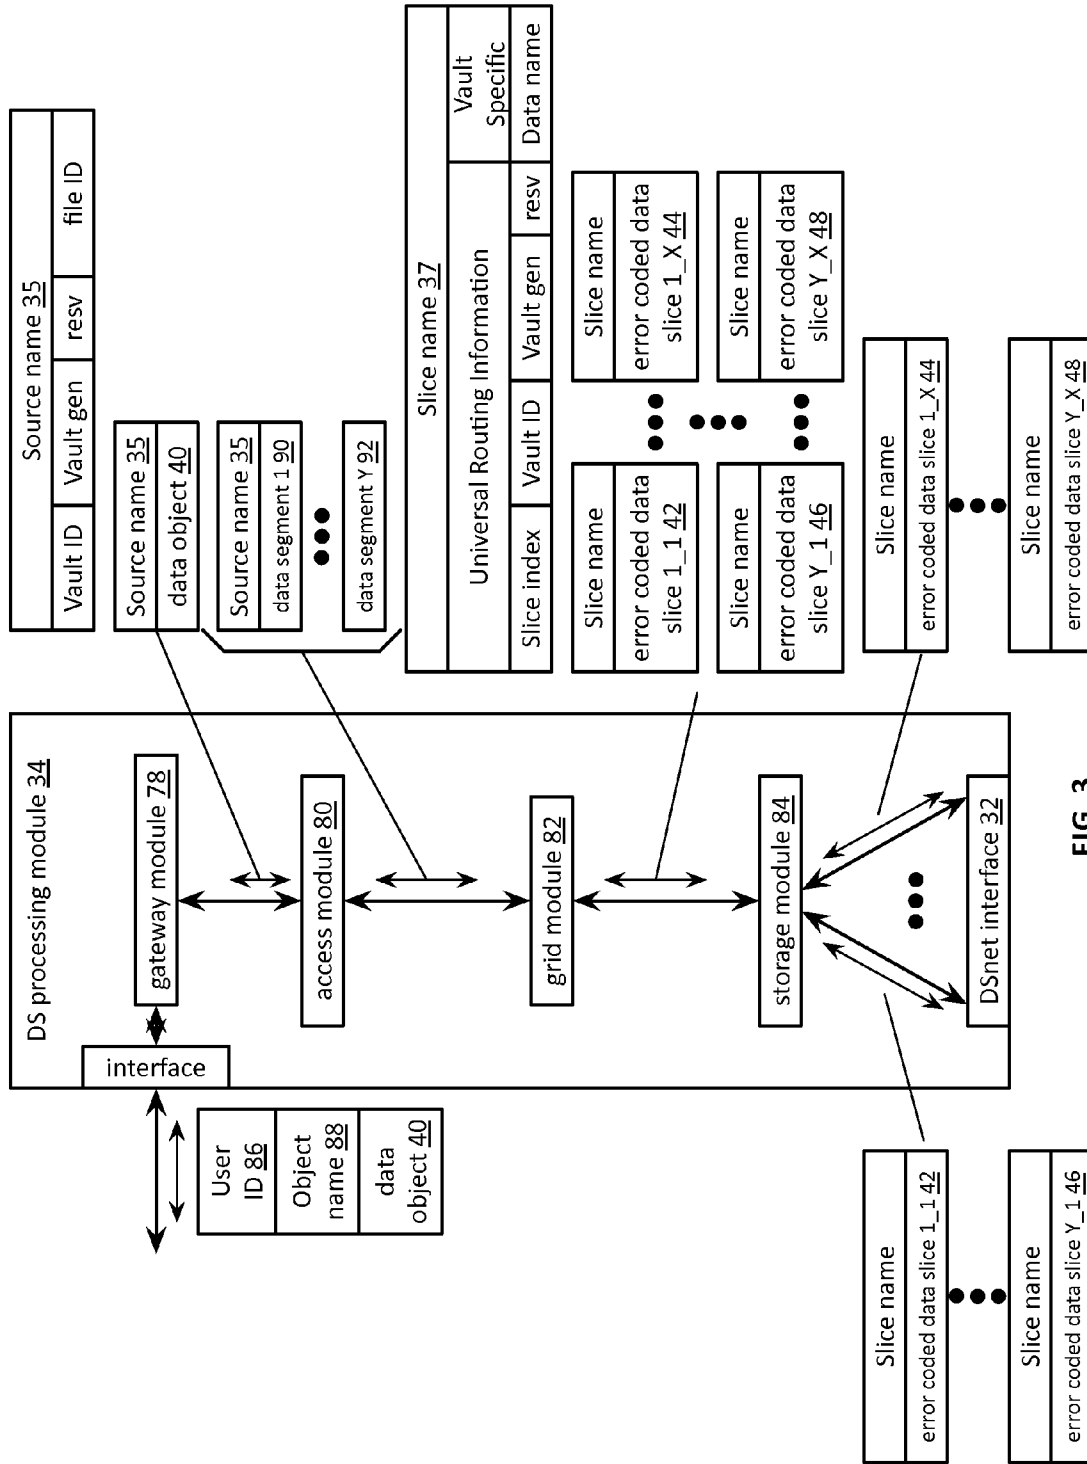 DS processing module 34
interface
gateway module 78
access module 80
grid module 82
storage module 84
DSnet interface 32
User
ID 86
Object
name 88
data
object 40
Source name 35
Vault ID
Vault gen
resv
file ID
Source name 35
data object 40
Source name 35
data segment 1 90
data segment Y 92
Slice name 37
Universal Routing Information
Vault
Specific
Slice index
Vault ID
Vault gen
resv
Data name
Slice name
error coded data
slice 1_1 42
Slice name
error coded data
slice 1_X 44
Slice name
error coded data
slice Y_1 46
Slice name
error coded data
slice Y_X 48
Slice name
error coded data slice 1_1 42
Slice name
error coded data slice Y_1 46
Slice name
error coded data slice 1_X 44
Slice name
error coded data slice Y_X 48
FIG. 3